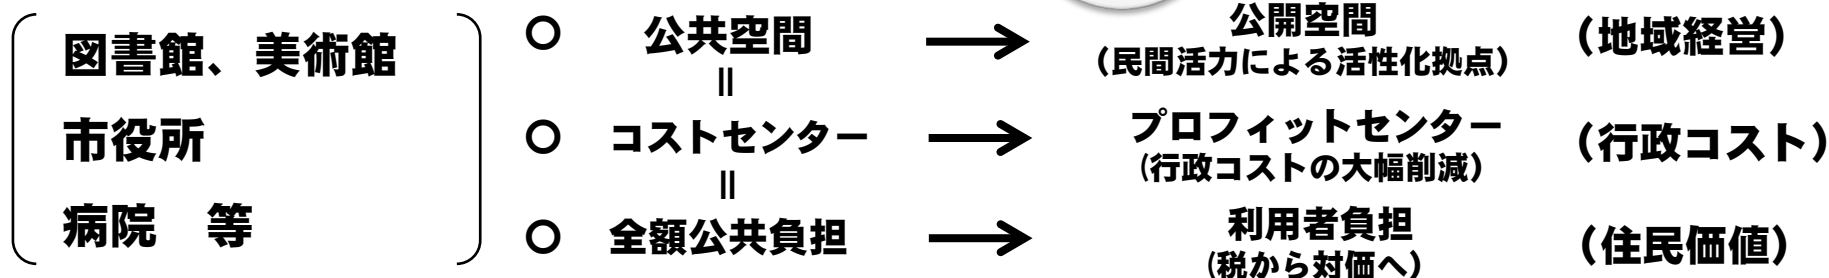 図書館、美術館
市役所
病院　等
○ 公共空間 → 公開空間 （地域経営）
（民間活力による活性化拠点）
||
○ コストセンター → プロフィットセンター （行政コスト）
（行政コストの大幅削減）
||
○ 全額公共負担 → 利用者負担 （住民価値）
（税から対価へ）